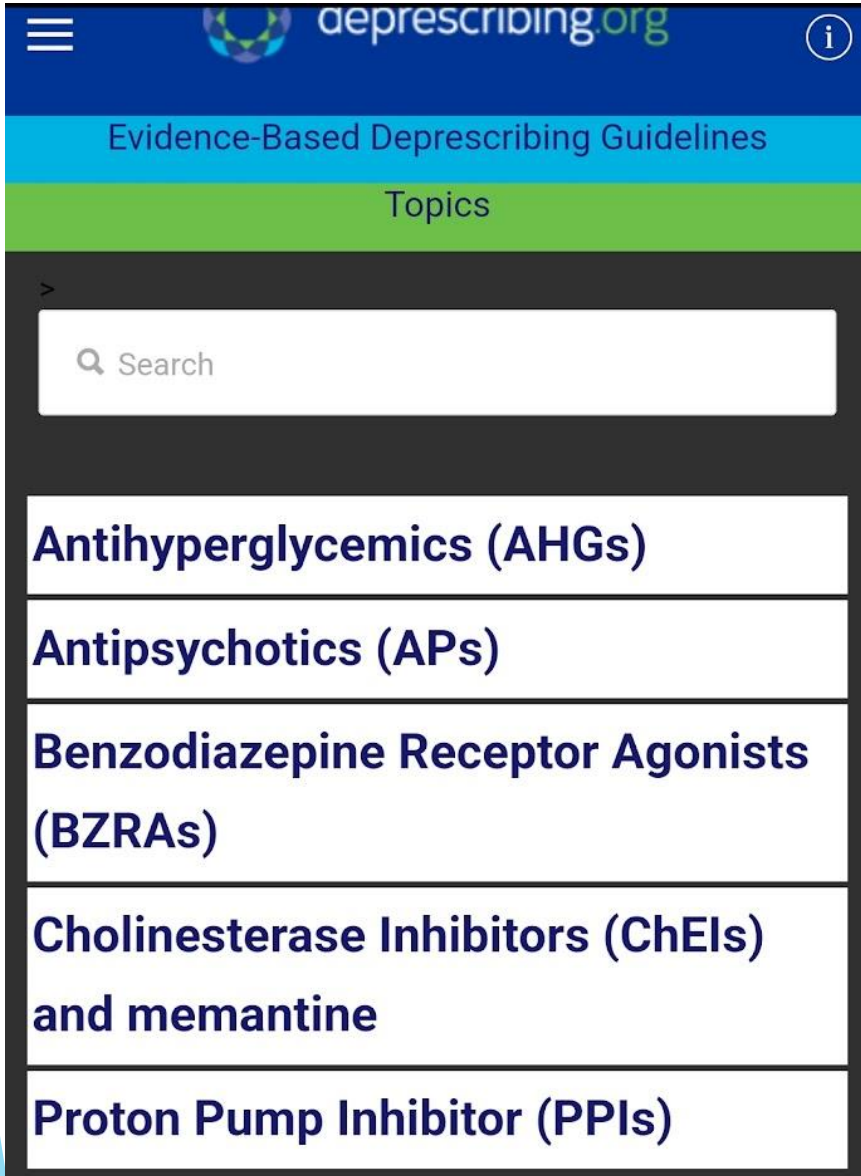 deprescribing.org
i
Evidence-Based Deprescribing Guidelines
Topics
>
Search
Antihyperglycemics (AHGs)
Antipsychotics (APs)
Benzodiazepine Receptor Agonists
(BZRAs)
Cholinesterase Inhibitors (ChEIs)
and memantine
Proton Pump Inhibitor (PPIs)